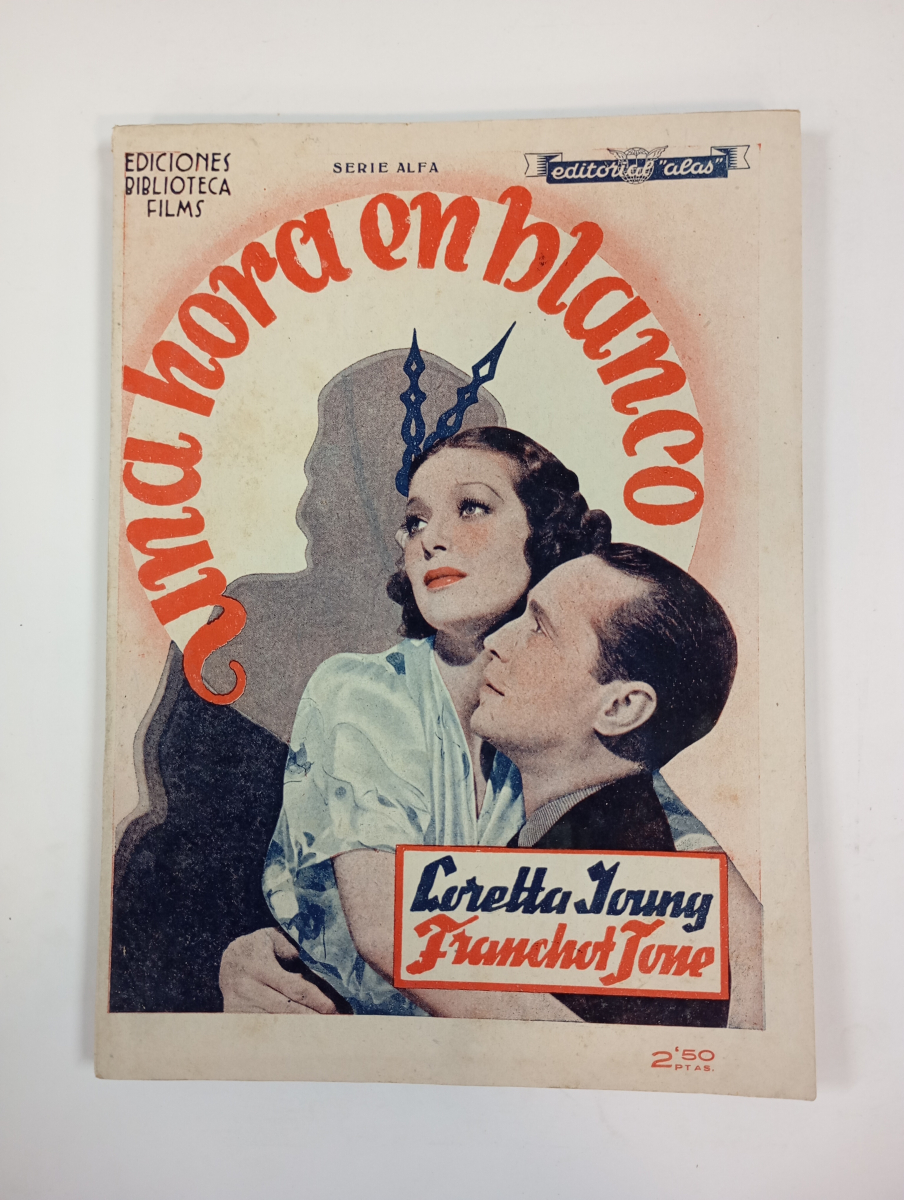 EDICIONES
BIBLIOTECA
FILMS
SERIE ALFA
editorial "alas"
una hora en blanco
Loretta Young
Franchot Tone
2'50
PTAS.